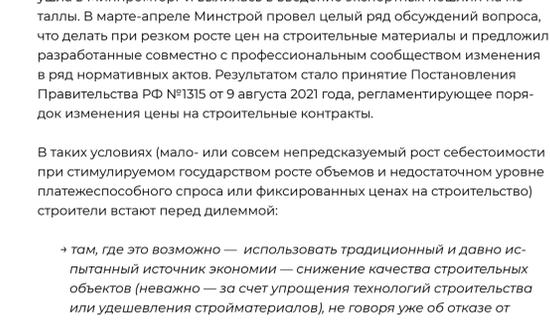 таллы. В марте-апреле Минстрой провел целый ряд обсуждений вопроса,
что делать при резком росте цен на строительные материалы и предложил
разработанные совместно с профессиональным сообществом изменения
в ряд нормативных актов. Результатом стало принятие Постановления
Правительства РФ №1315 от 9 августа 2021 года, регламентирующее поря-
док изменения цены на строительные контракты.
В таких условиях (мало- или совсем непредсказуемый рост себестоимости
при стимулируемом государством росте объемов и недостаточном уровне
платежеспособного спроса или фиксированных ценах на строительство)
строители встают перед дилеммой:
→ там, где это возможно — использовать традиционный и давно ис-
пытанный источник экономии — снижение качества строительных
объектов (неважно — за счет упрощения технологий строительства
или удешевления стройматериалов), не говоря уже об отказе от